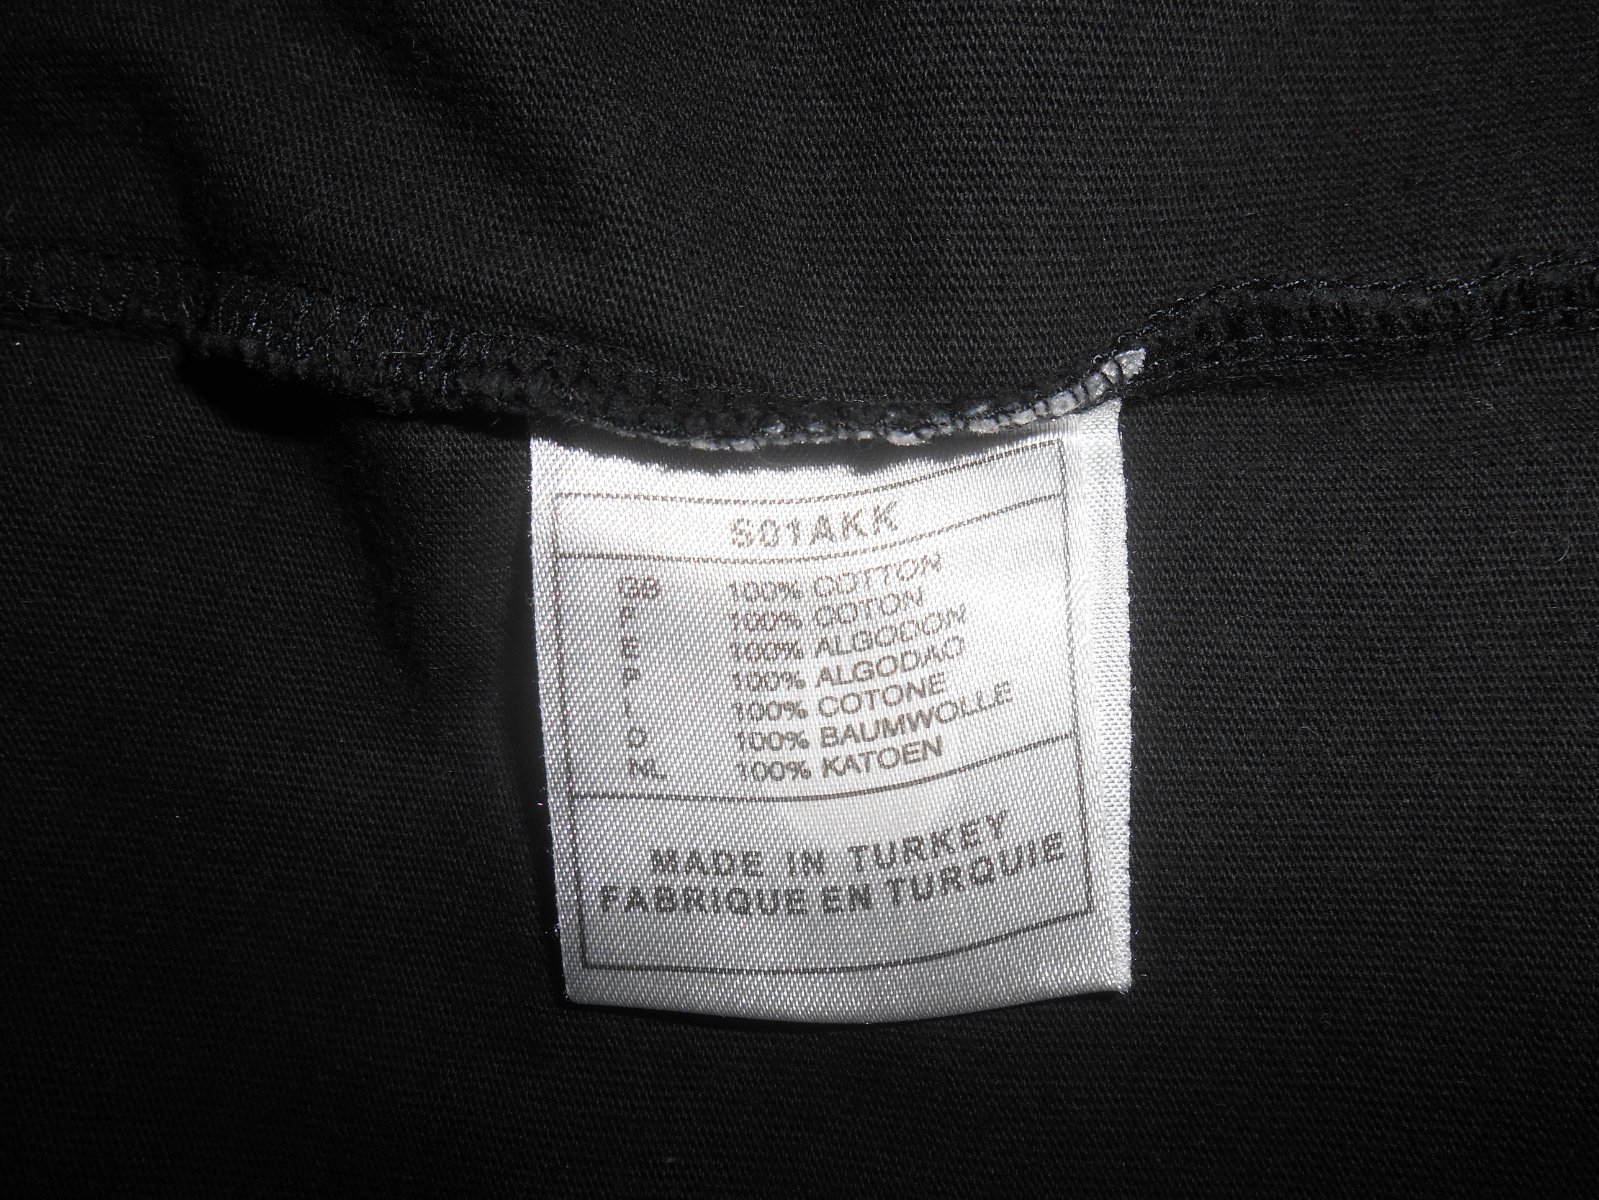 S01AKK
GB 100% COTTON
F 100% COTON
E 100% ALGODON
P 100% ALGODAO
I 100% COTONE
D 100% BAUMWOLLE
NL 100% KATOEN
MADE IN TURKEY
FABRIQUE EN TURQUIE